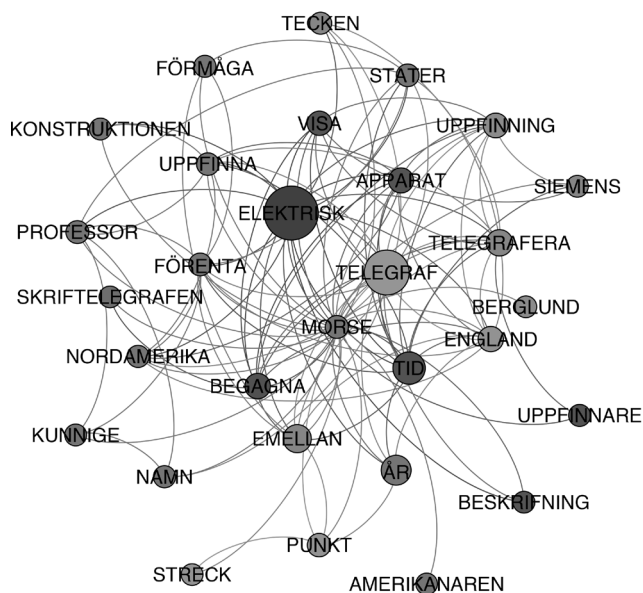 TECKEN
FÖRMÅGA
STATER
KONSTRUKTIONEN
VISA
UPPFINNING
UPPFINNA
APPARAT
SIEMENS
ELEKTRISK
PROFESSOR
TELEGRAFERA
FÖRENTA
TELEGRAF
SKRIFTELEGRAFEN
BERGLUND
MORSE
ENGLAND
NORDAMERIKA
TID
BEGAGNA
UPPFINNARE
KUNNIGE
EMELLAN
NAMN
ÅR
BESKRIFNING
PUNKT
STRECK
AMERIKANAREN